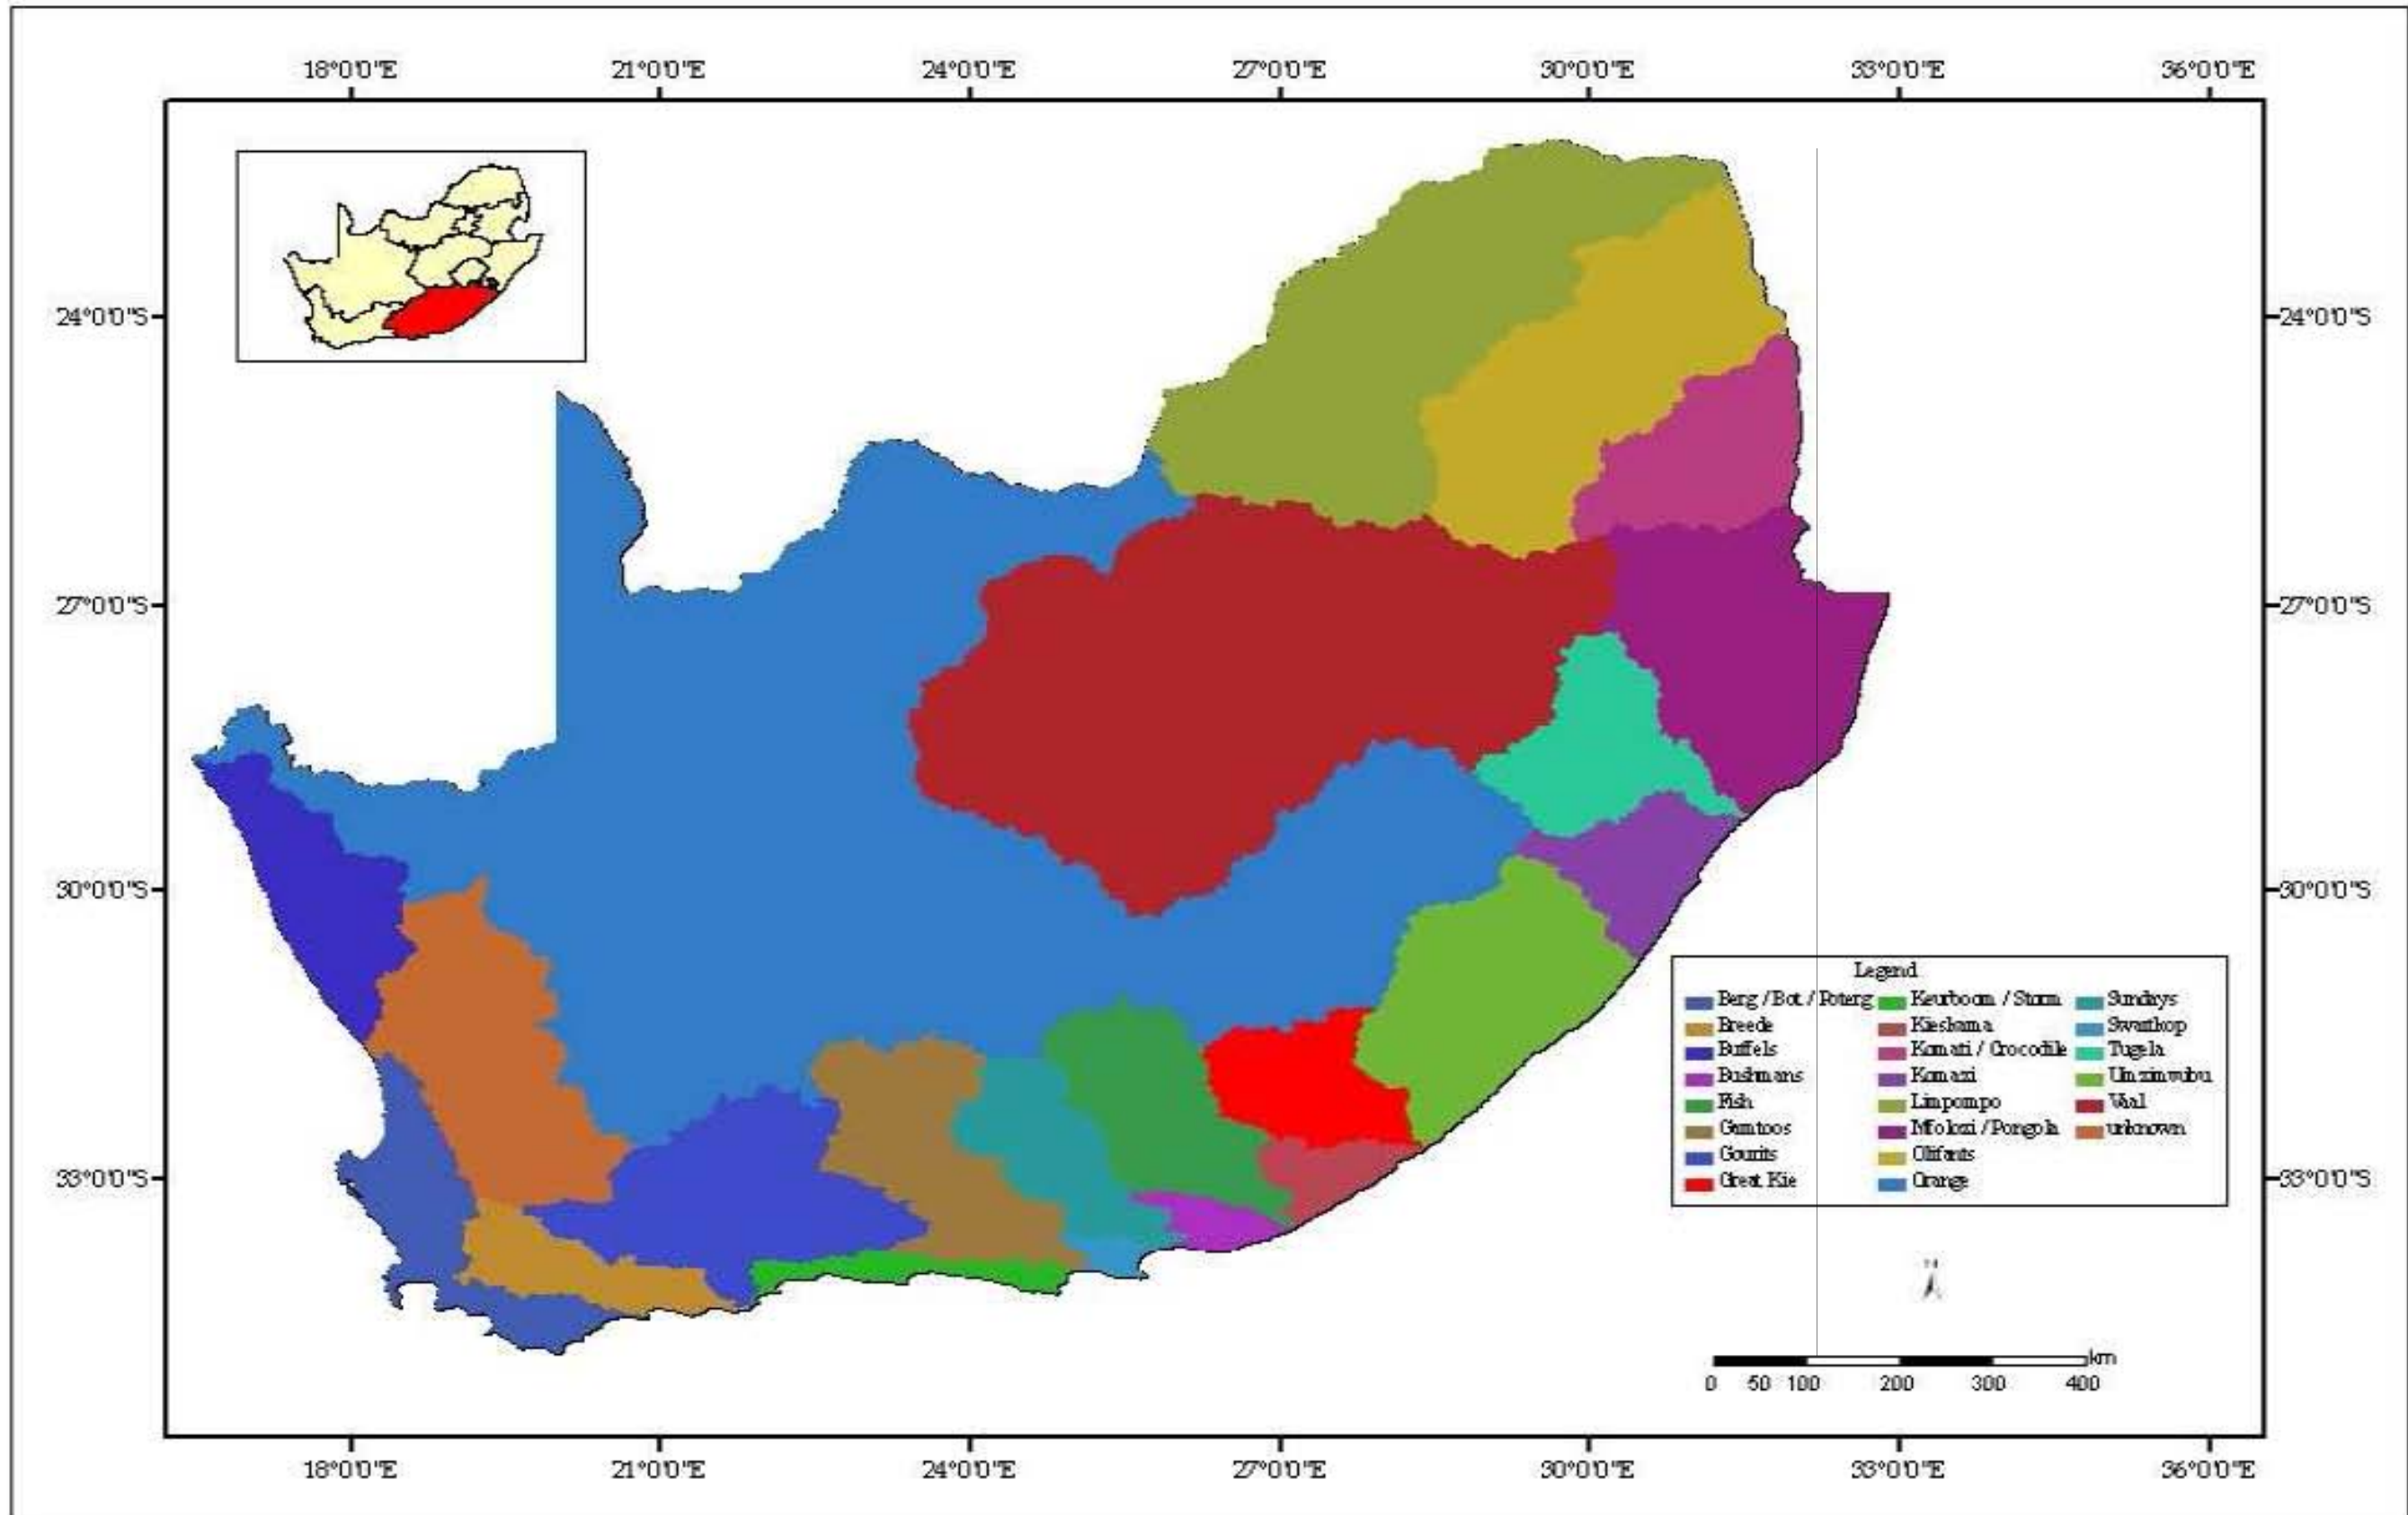 18°0'0"E 21°0'0"E 24°0'0"E 27°0'0"E 30°0'0"E 33°0'0"E 36°0'0"E
24°0'0"S 24°0'0"S
27°0'0"S 27°0'0"S
30°0'0"S 30°0'0"S
Legend
Berg / Bot / Poterg Keurboom / Storm Sundays
Breede Kieskama Swartkop
Buffels Komati / Crocodile Tugela
Bushmans Komazi Umzimvubu
Fish Limpompo Vaal
Gamtoos Mfolozi / Pongola unknown
Gourits Olifants
Great Kie Orange
33°0'0"S 33°0'0"S
N
km
0 50 100 200 300 400
18°0'0"E 21°0'0"E 24°0'0"E 27°0'0"E 30°0'0"E 33°0'0"E 36°0'0"E